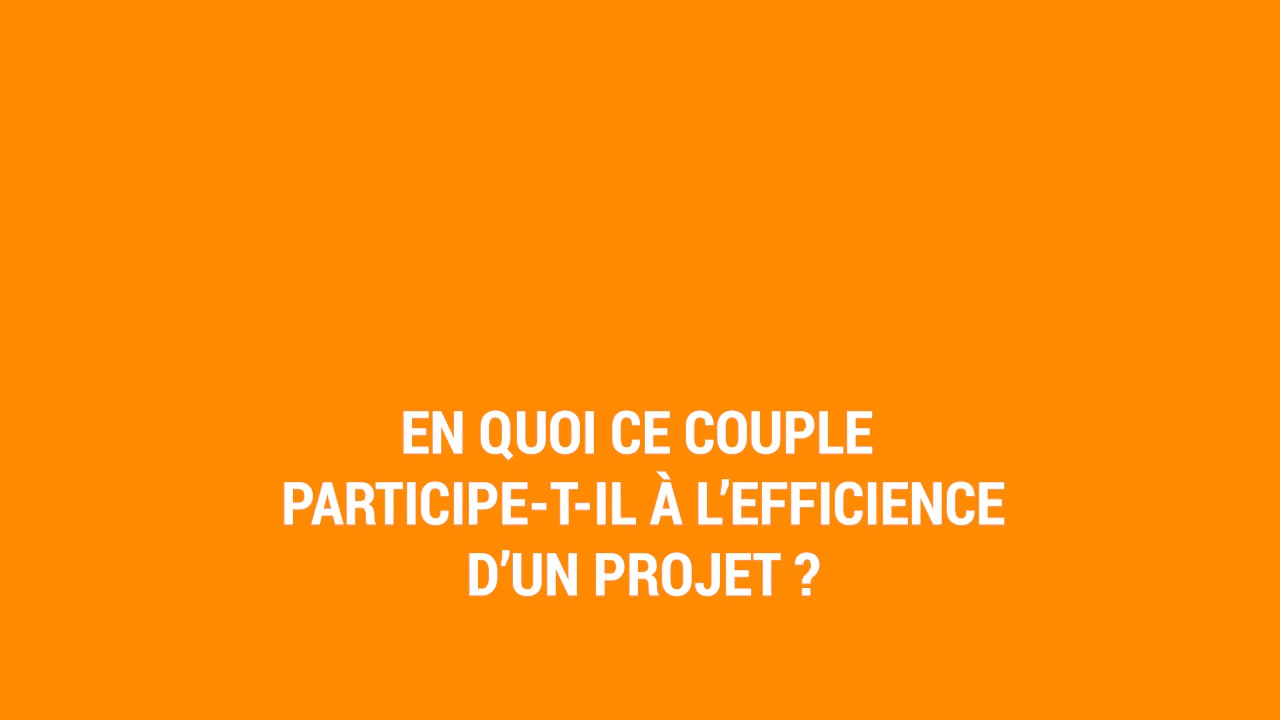 EN QUOI CE COUPLE
PARTICIPE-T-IL À L’EFFICIENCE
D’UN PROJET ?